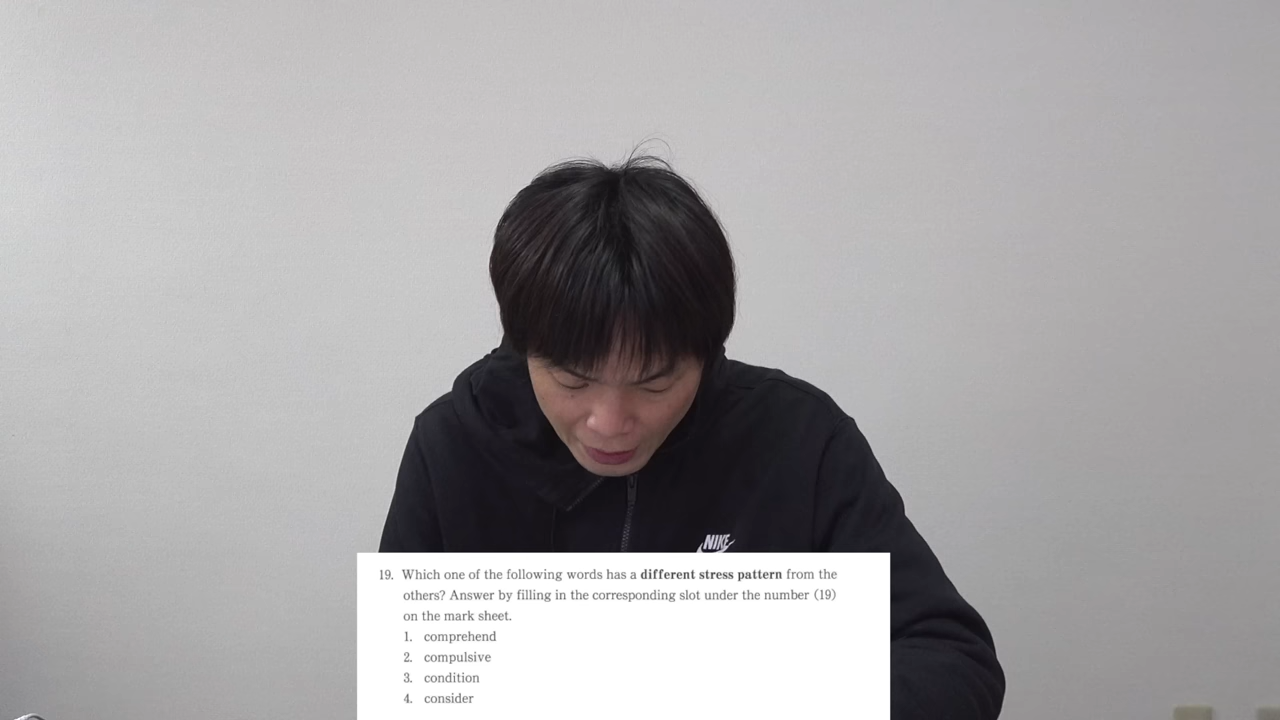 NIKE
19. Which one of the following words has a different stress pattern from the
others? Answer by filling in the corresponding slot under the number (19)
on the mark sheet.
1. comprehend
2. compulsive
3. condition
4. consider